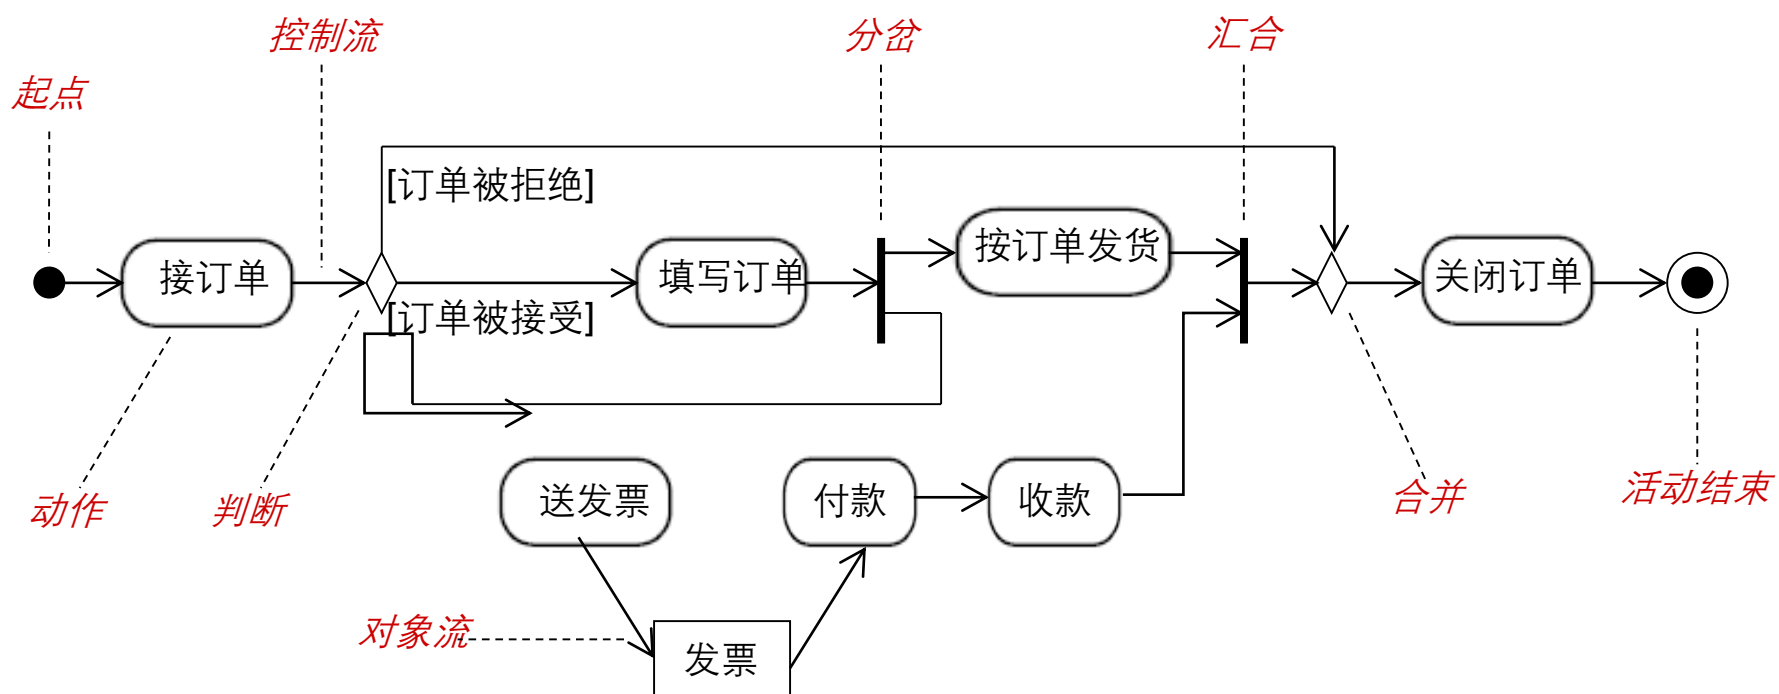 控制流
分岔
汇合
起点
[订单被拒绝]
接订单
填写订单
按订单发货
关闭订单
[订单被接受]
动作
判断
送发票
付款
收款
合并
活动结束
对象流
发票